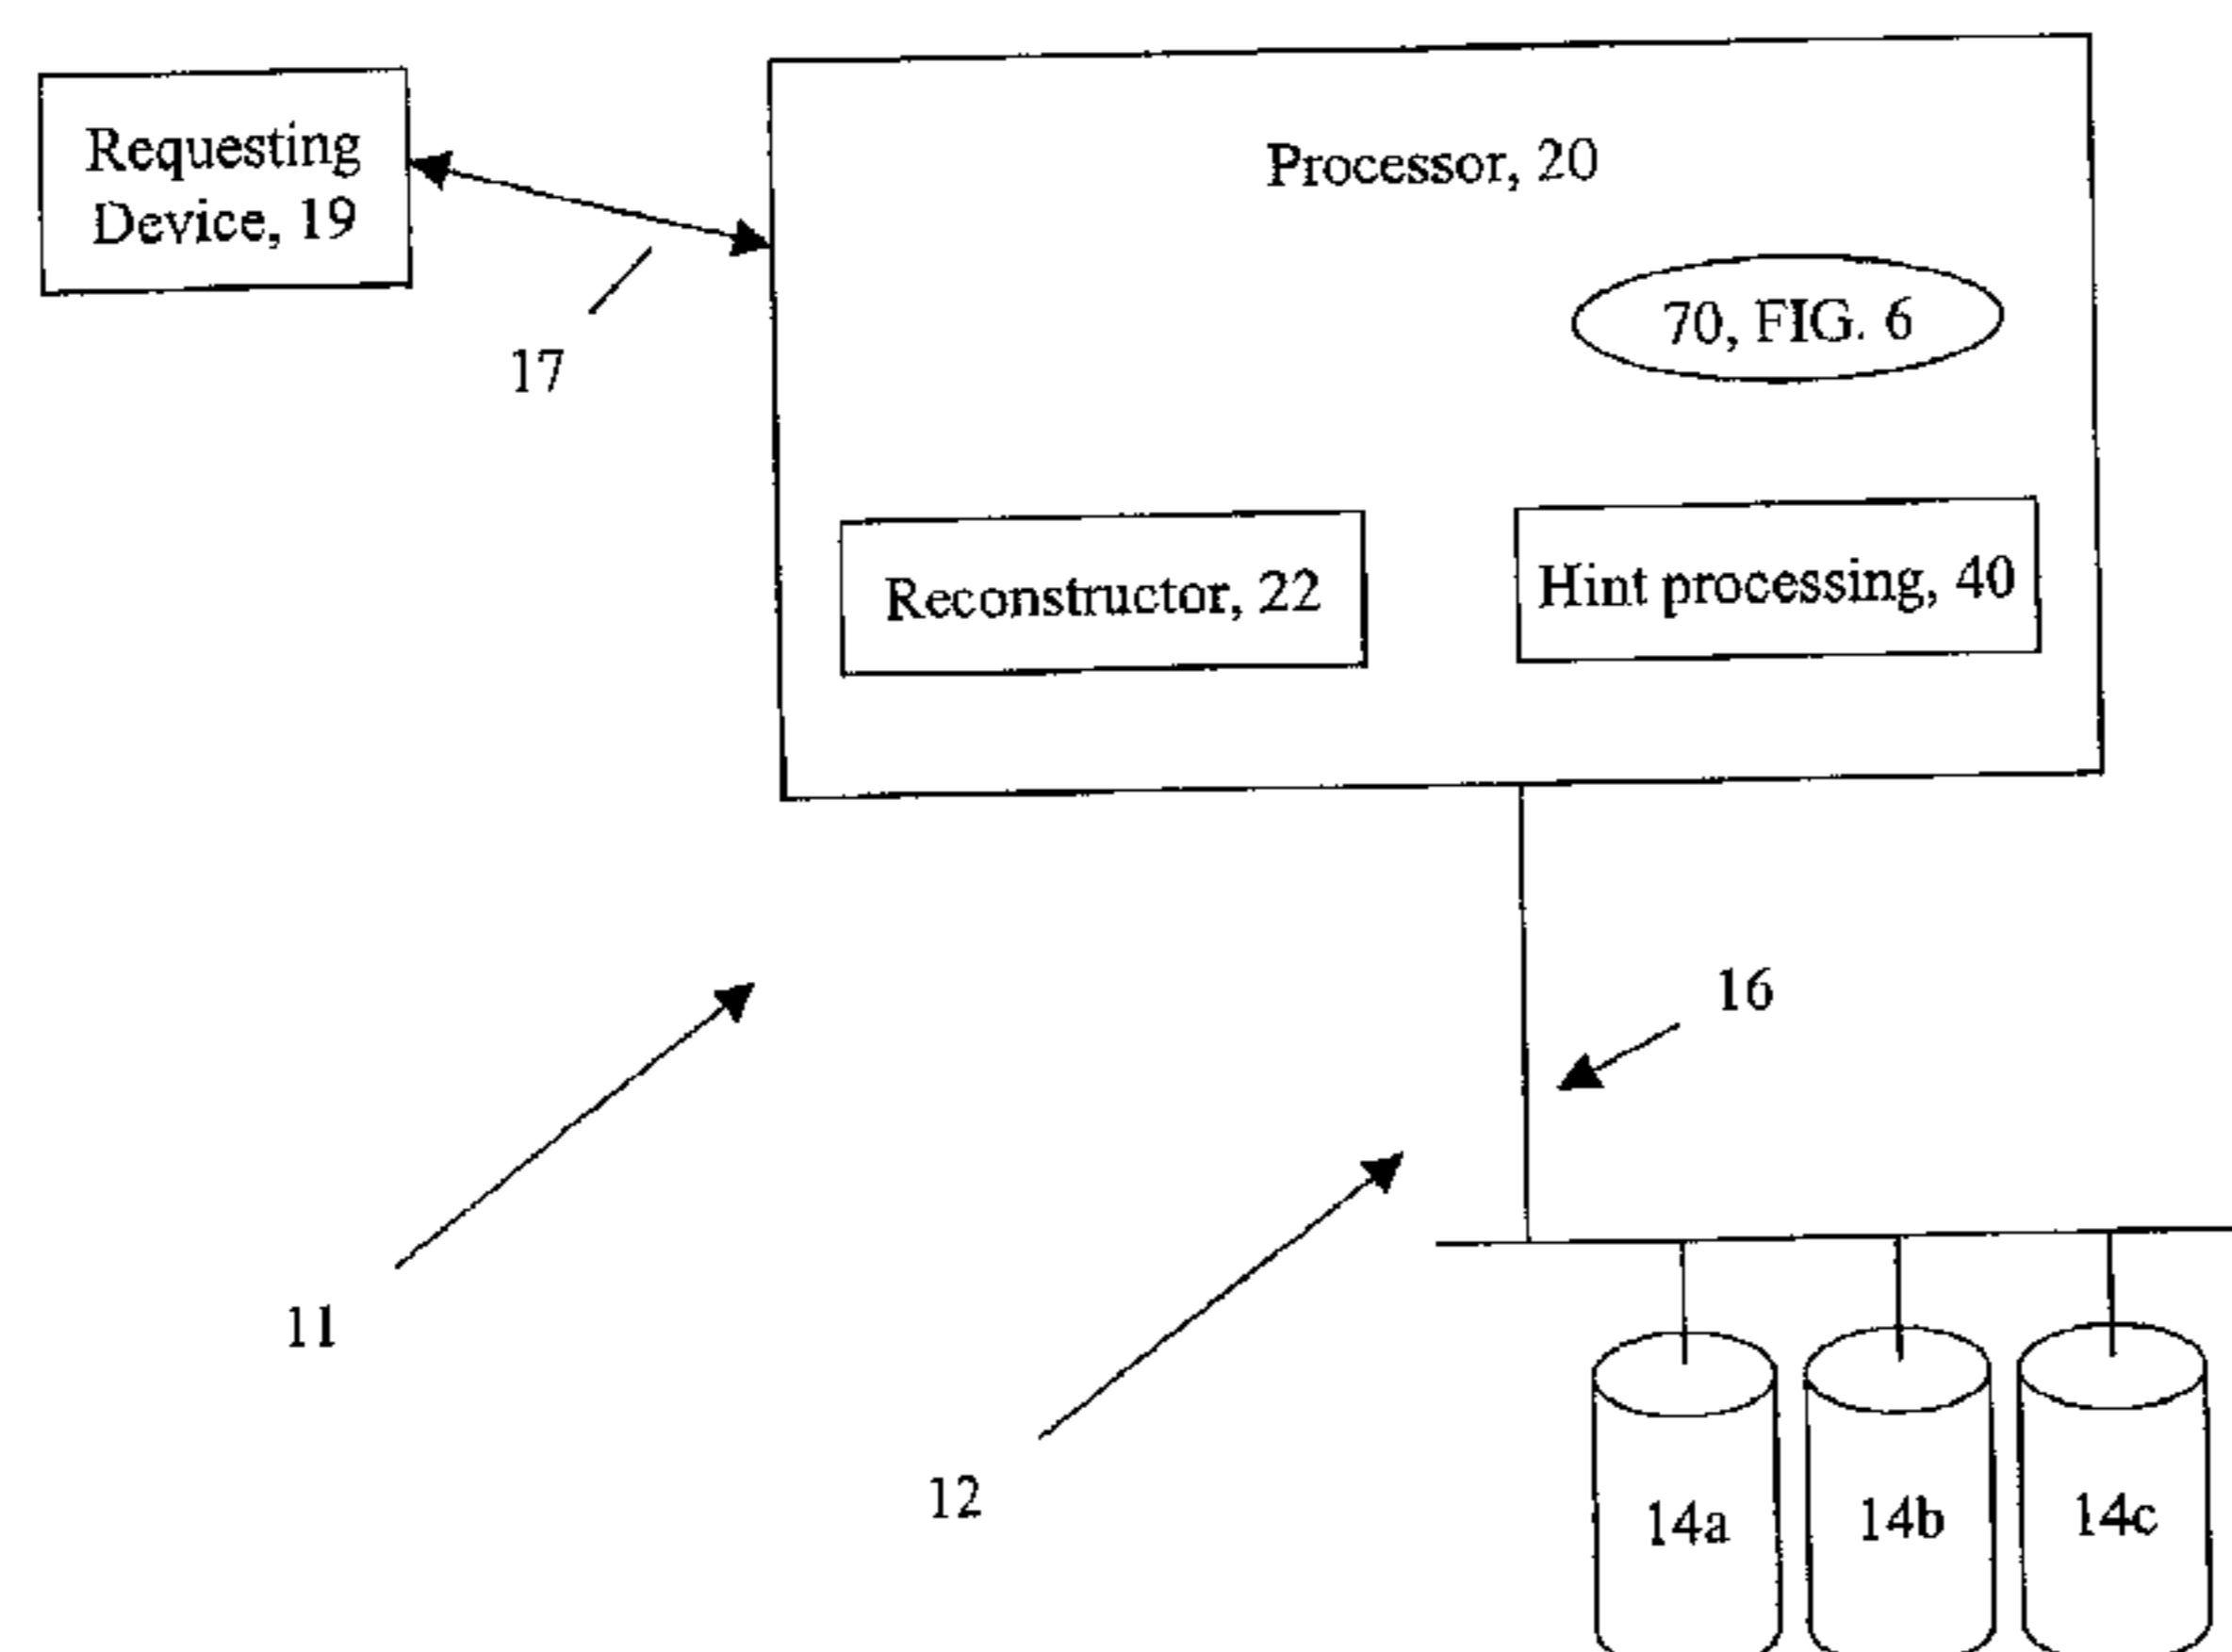 Requesting
Device, 19
Processor, 20
70, FIG. 6
17
Reconstructor, 22
Hint processing, 40
16
11
12
14a
14b
14c